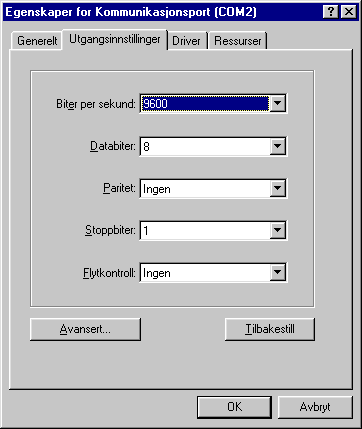 Egenskaper for Kommunikasjonsport (COM2)
Generelt Utgangsinnstillinger Driver Ressurser
Biter per sekund: 9600
Databiter: 8
Paritet: Ingen
Stoppbiter: 1
Flytkontroll: Ingen
Avansert... Tilbakestill
OK Avbryt